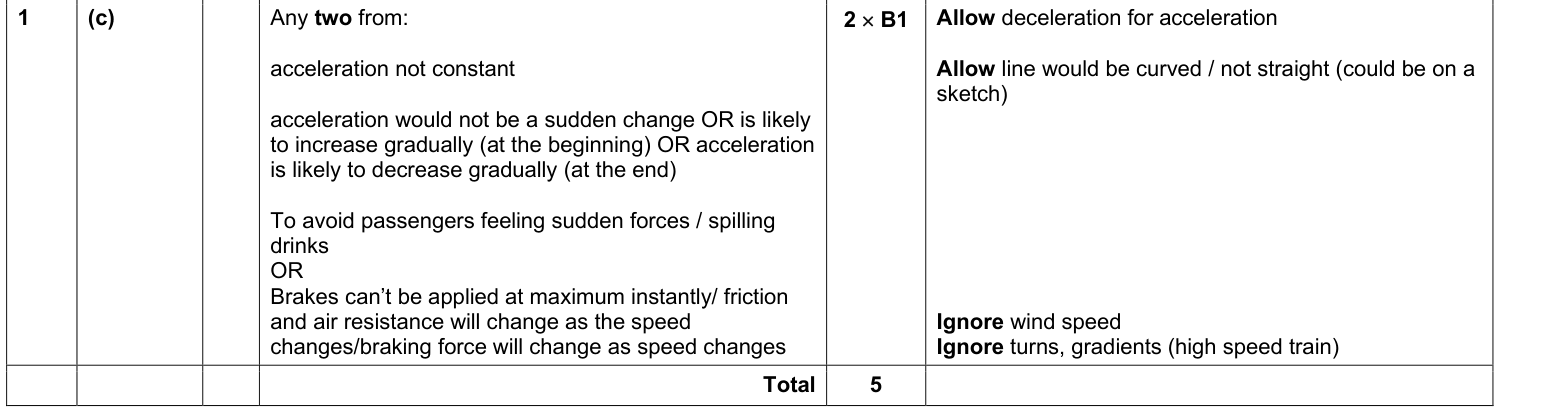 1 (c) Any two from: 2 × B1 Allow deceleration for acceleration
acceleration not constant Allow line would be curved / not straight (could be on a
sketch)
acceleration would not be a sudden change OR is likely
to increase gradually (at the beginning) OR acceleration
is likely to decrease gradually (at the end)
To avoid passengers feeling sudden forces / spilling
drinks
OR
Brakes can’t be applied at maximum instantly/ friction
and air resistance will change as the speed Ignore wind speed
changes/braking force will change as speed changes Ignore turns, gradients (high speed train)
Total 5